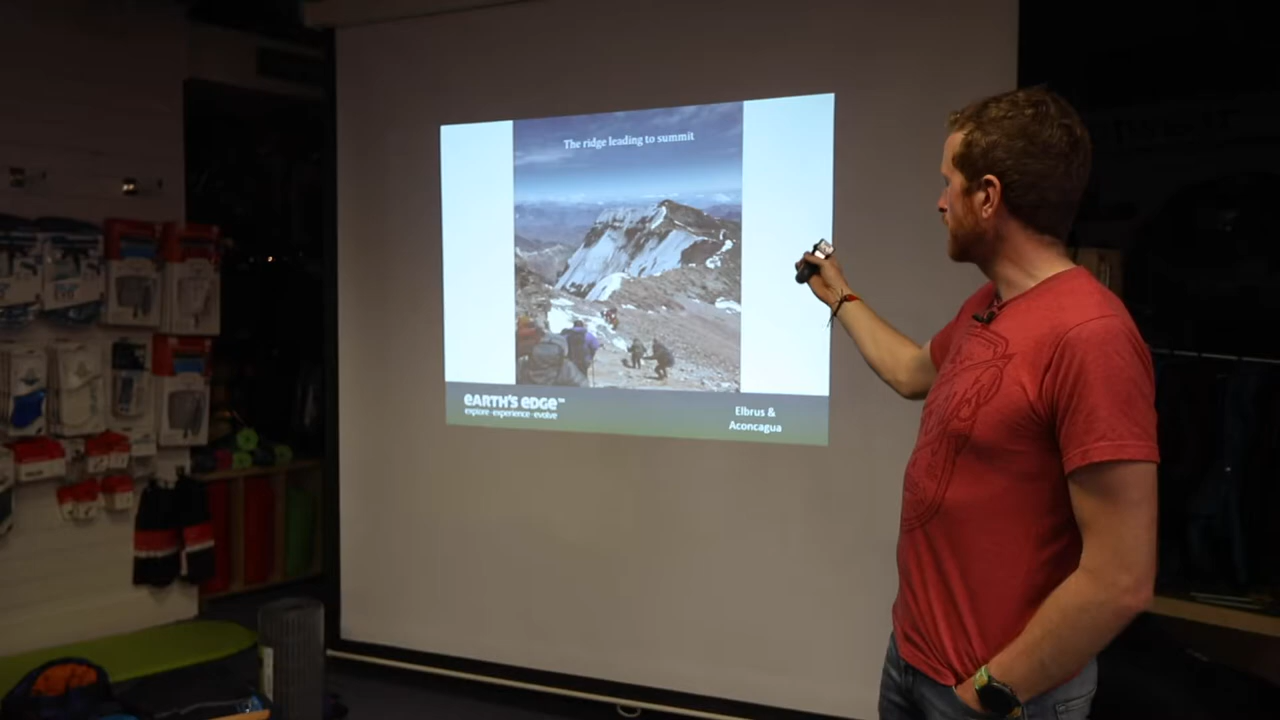 The ridge leading to summit
eARTH'S eDGE™
explore·experience·evolve
Elbrus &
Aconcagua